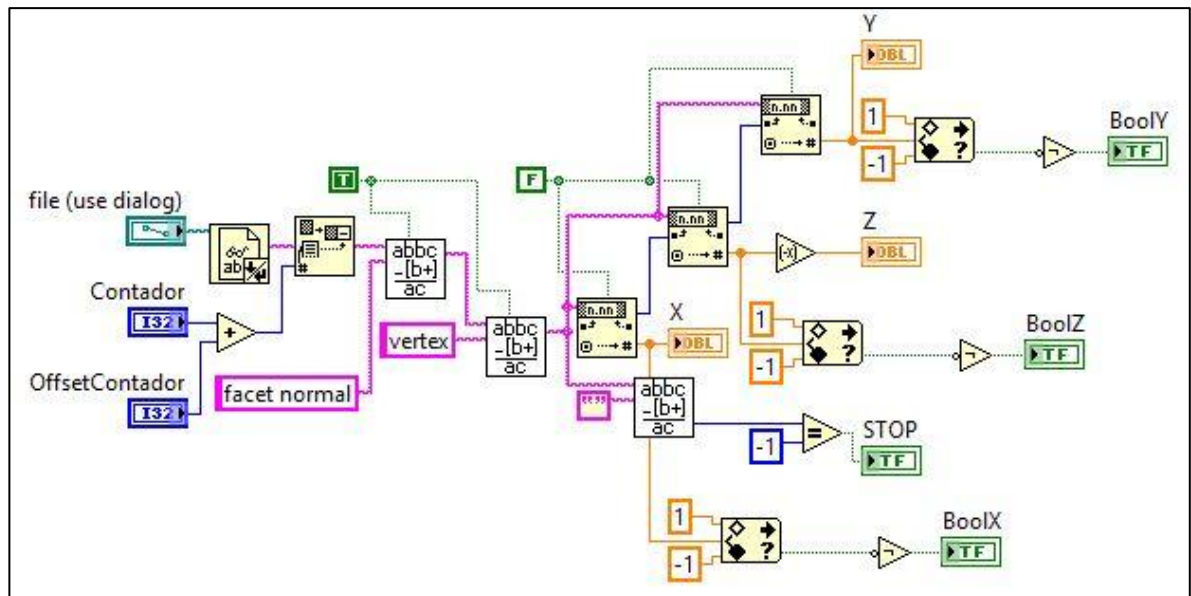 Y
DBL
n.nn
1
-1
?
BoolY
TF
T
F
file (use dialog)
ab
#
abbc
-[b+]
ac
n.nn
#
Z
(-x)
DBL
Contador
I32
+
vertex
abbc
-[b+]
ac
n.nn
#
X
DBL
1
-1
?
BoolZ
TF
OffsetContador
I32
facet normal
""
abbc
-[b+]
ac
-1
=
STOP
TF
1
-1
?
BoolX
TF